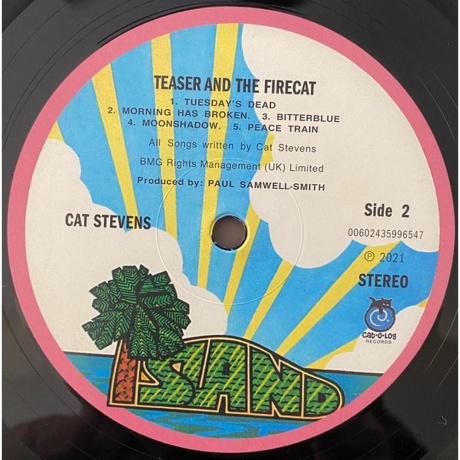 TEASER AND THE FIRECAT
1. TUESDAY'S DEAD
2. MORNING HAS BROKEN. 3. BITTERBLUE
4. MOONSHADOW. 5. PEACE TRAIN
All Songs written by Cat Stevens
BMG Rights Management (UK) Limited
Produced by: PAUL SAMWELL-SMITH
CAT STEVENS
Side 2
00602435996547
℗ 2021
STEREO
CAT-O-LOG
RECORDS
ISLAND